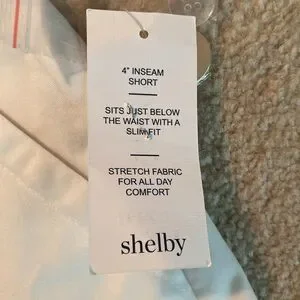 4" INSEAM
SHORT
SITS JUST BELOW
THE WAIST WITH A
SLIM FIT
STRETCH FABRIC
FOR ALL DAY
COMFORT
shelby